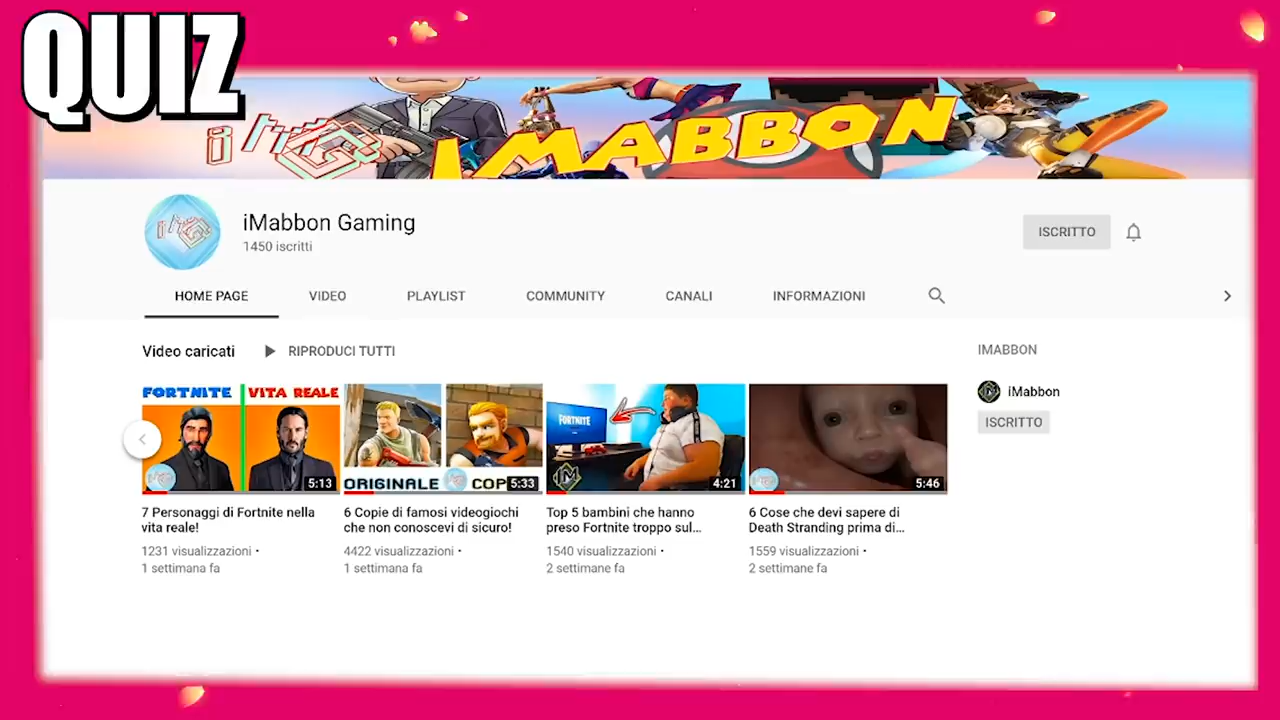 QUIZ
IMABBON
iMabbon Gaming
1450 iscritti
ISCRITTO
HOME PAGE
VIDEO
PLAYLIST
COMMUNITY
CANALI
INFORMAZIONI
Video caricati
RIPRODUCI TUTTI
IMABBON
iMabbon
ISCRITTO
FORTNITE VITA REALE
5:13
ORIGINALE COP
5:33
FORTNITE
4:21
5:46
7 Personaggi di Fortnite nella
vita reale!
1231 visualizzazioni •
1 settimana fa
6 Copie di famosi videogiochi
che non conoscevi di sicuro!
4422 visualizzazioni •
1 settimana fa
Top 5 bambini che hanno
preso Fortnite troppo sul...
1540 visualizzazioni •
2 settimane fa
6 Cose che devi sapere di
Death Stranding prima di...
1559 visualizzazioni •
2 settimane fa